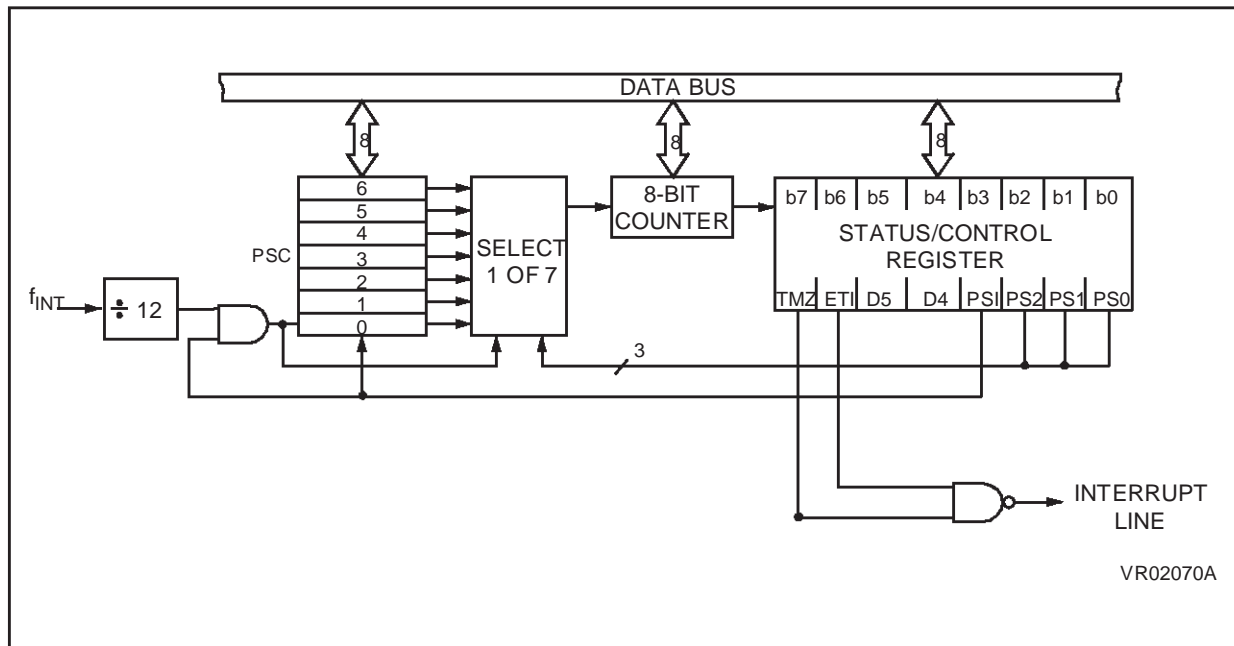 DATA BUS
8
8
8
6
5
4
3
2
1
0
PSC
SELECT
1 OF 7
8-BIT
COUNTER
b7 b6 b5 b4 b3 b2 b1 b0
STATUS/CONTROL
REGISTER
TMZ ETI D5 D4 PSI PS2 PS1 PS0
fINT
÷ 12
3
INTERRUPT
LINE
VR02070A